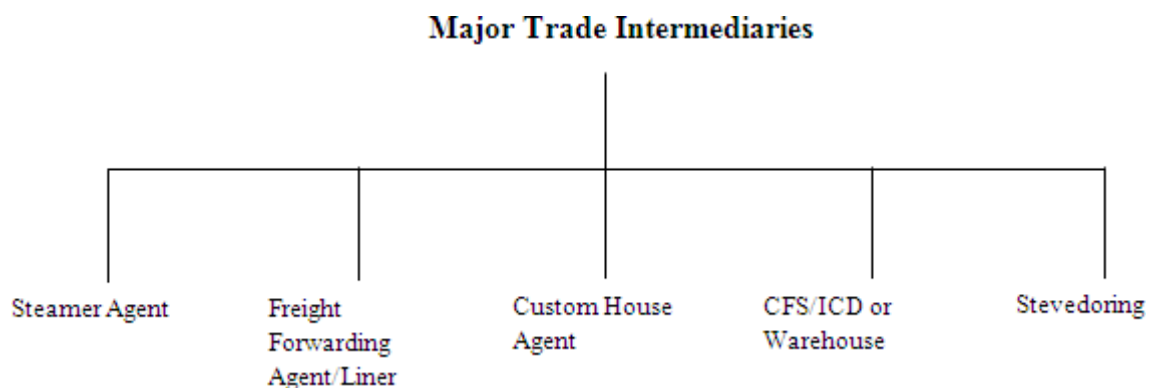 Major Trade Intermediaries
Steamer Agent
Freight
Forwarding
Agent/Liner
Custom House
Agent
CFS/ICD or
Warehouse
Stevedoring